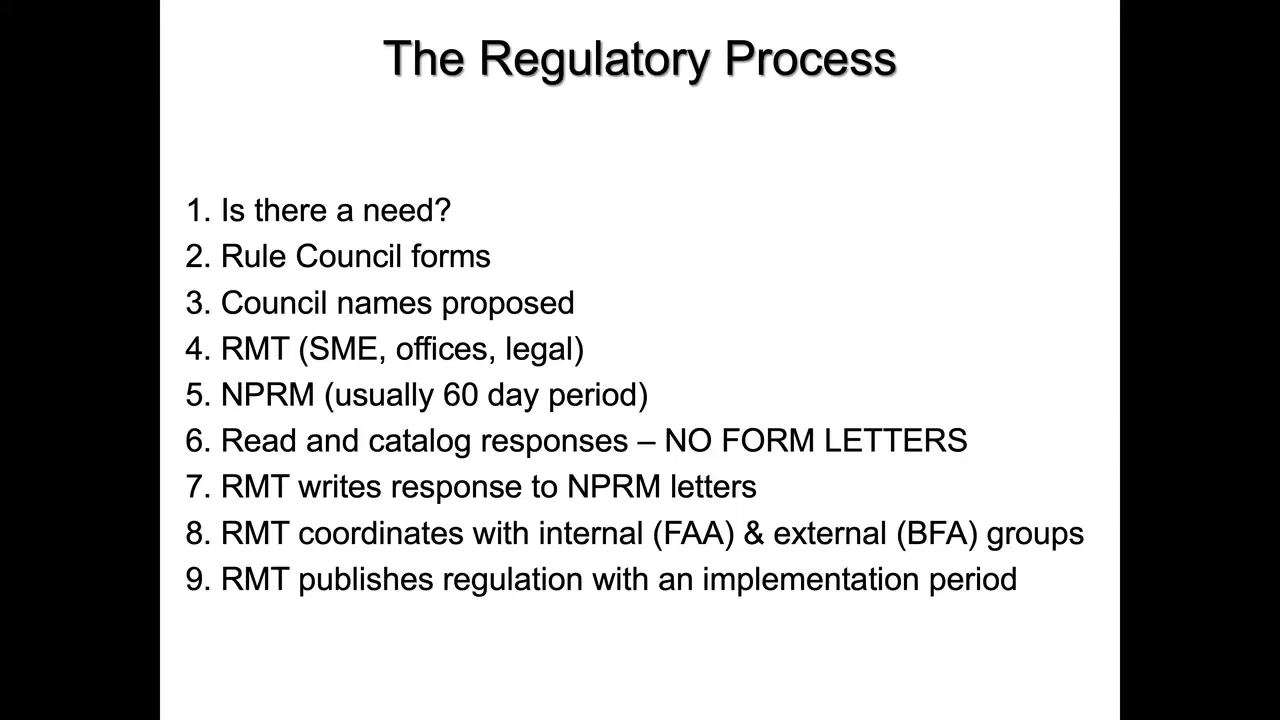 The Regulatory Process
1. Is there a need?
2. Rule Council forms
3. Council names proposed
4. RMT (SME, offices, legal)
5. NPRM (usually 60 day period)
6. Read and catalog responses – NO FORM LETTERS
7. RMT writes response to NPRM letters
8. RMT coordinates with internal (FAA) & external (BFA) groups
9. RMT publishes regulation with an implementation period